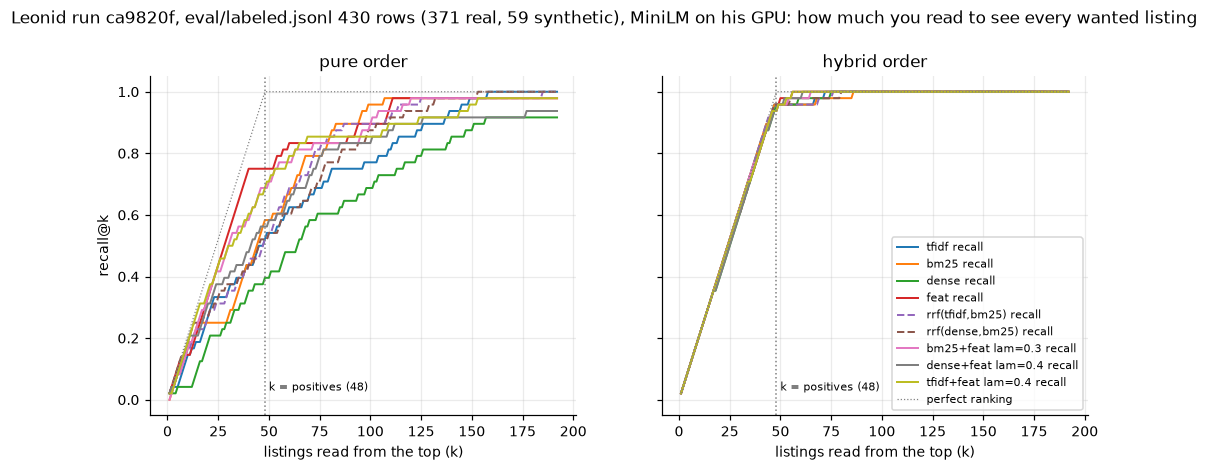 Leonid run ca9820f, eval/labeled.jsonl 430 rows (371 real, 59 synthetic), MiniLM on his GPU: how much you read to see every wanted listing
pure order
hybrid order
1.0
0.8
0.6
0.4
0.2
0.0
recall@k
k = positives (48)
0 25 50 75 100 125 150 175 200
listings read from the top (k)
tfidf recall
bm25 recall
dense recall
feat recall
rrf(tfidf,bm25) recall
rrf(dense,bm25) recall
bm25+feat lam=0.3 recall
dense+feat lam=0.4 recall
tfidf+feat lam=0.4 recall
perfect ranking
k = positives (48)
0 25 50 75 100 125 150 175 200
listings read from the top (k)